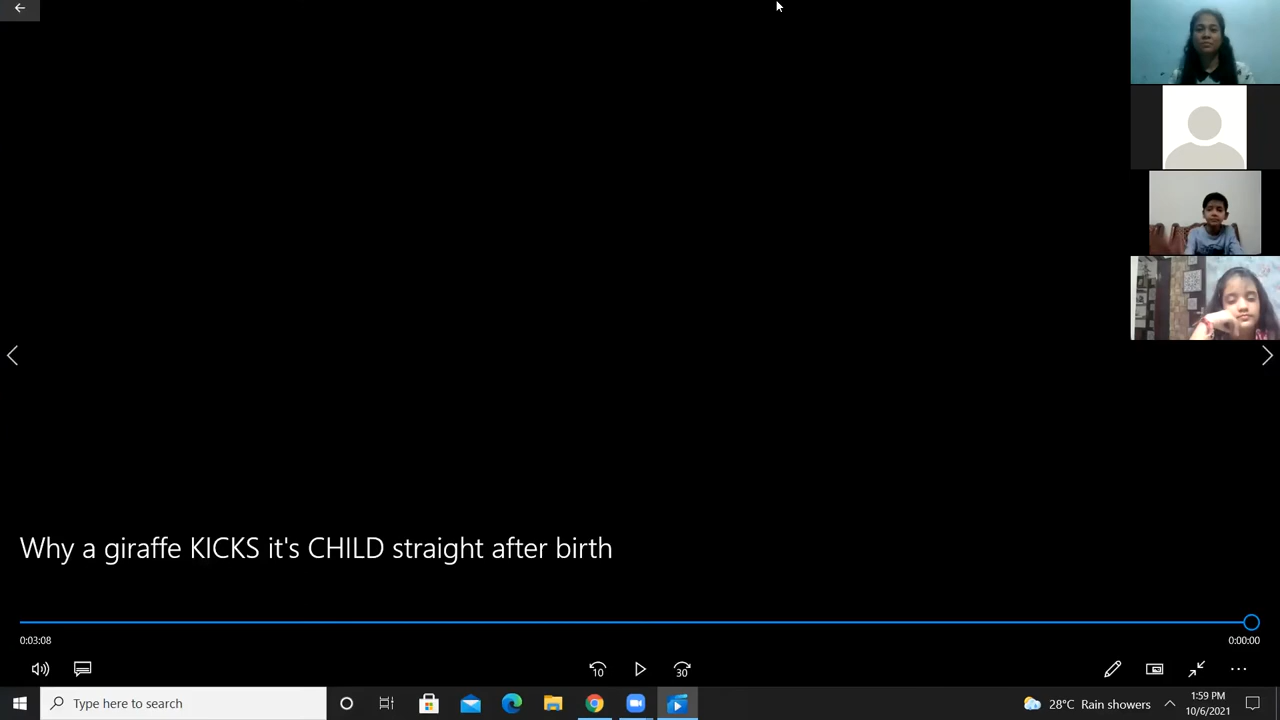 Why a giraffe KICKS it's CHILD straight after birth
0:03:08
0:00:00
10
30
Type here to search
28°C Rain showers
1:59 PM
10/6/2021